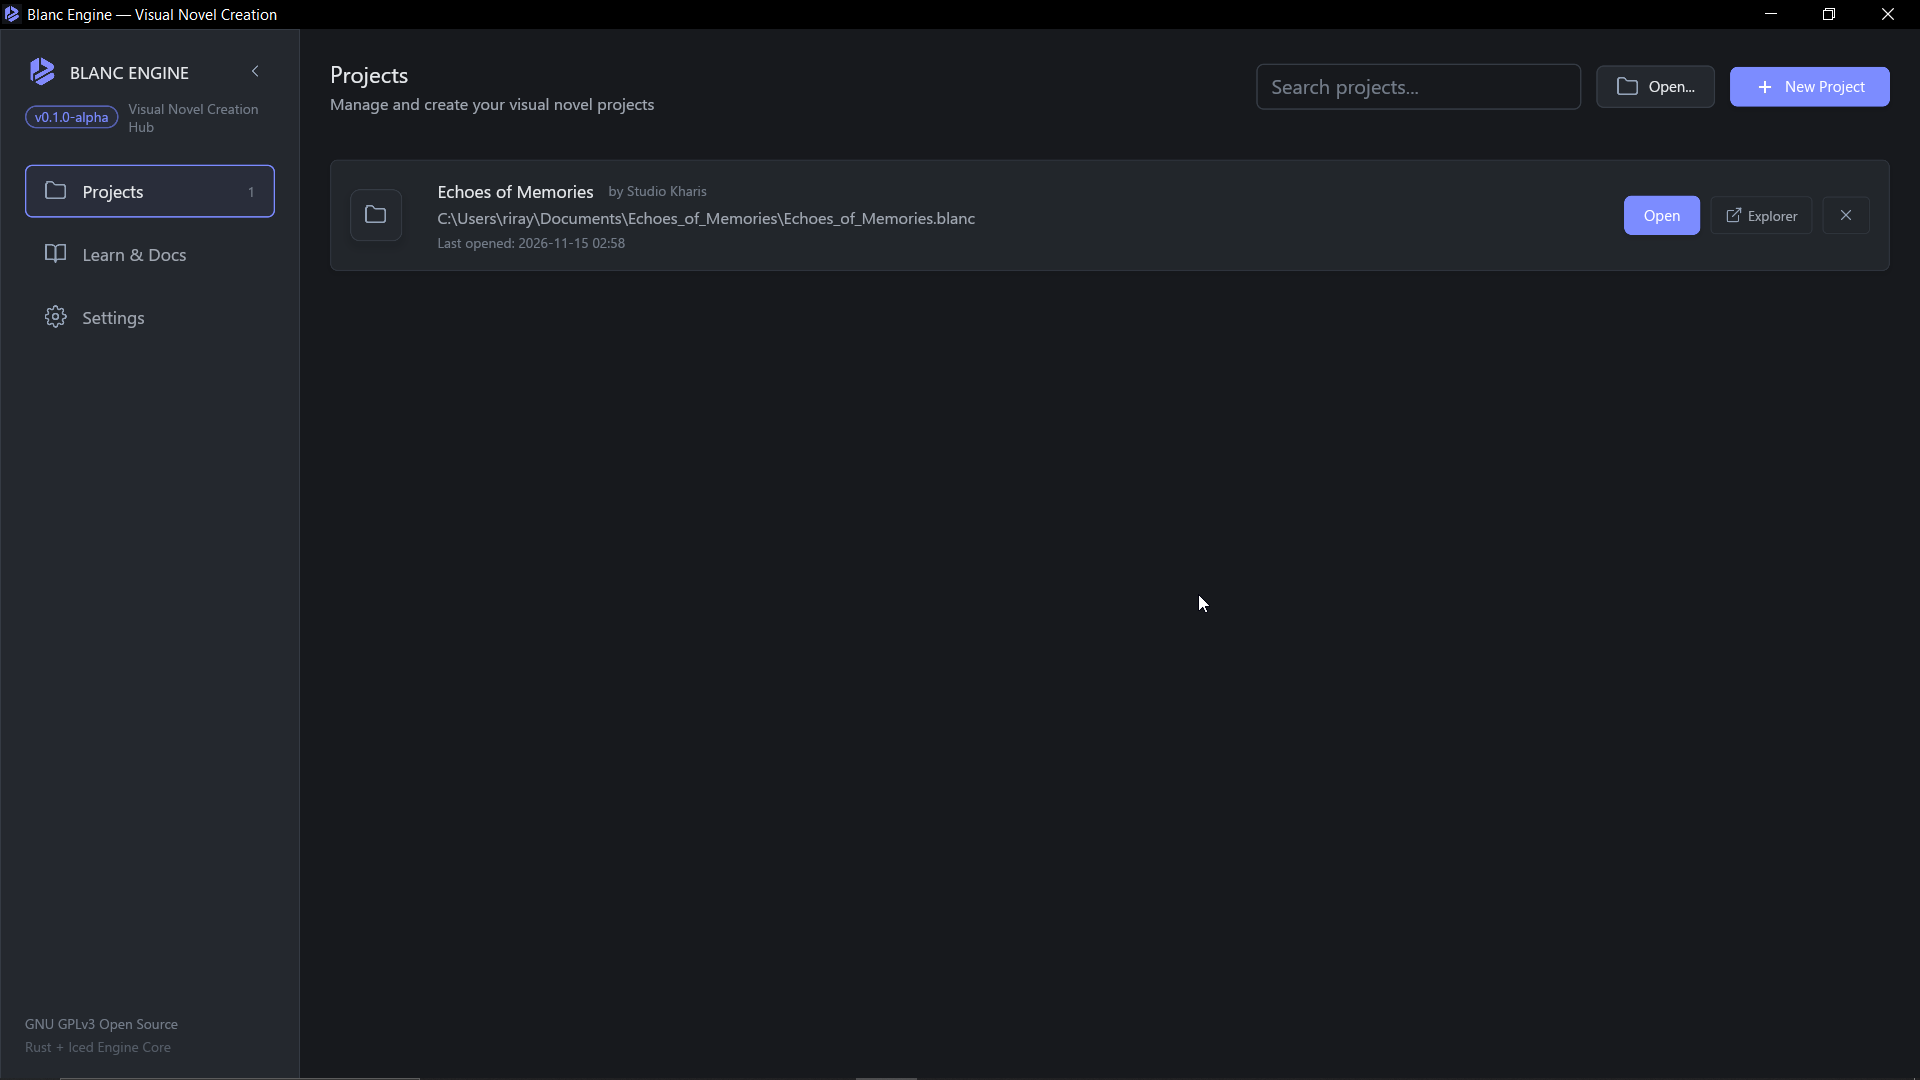 Blanc Engine — Visual Novel Creation
BLANC ENGINE
v0.1.0-alpha
Visual Novel Creation
Hub
Projects 1
Learn & Docs
Settings
GNU GPLv3 Open Source
Rust + Iced Engine Core
Projects
Manage and create your visual novel projects
Search projects...
Open...
+ New Project
Echoes of Memories by Studio Kharis
C:\Users\riray\Documents\Echoes_of_Memories\Echoes_of_Memories.blanc
Last opened: 2026-11-15 02:58
Open
Explorer